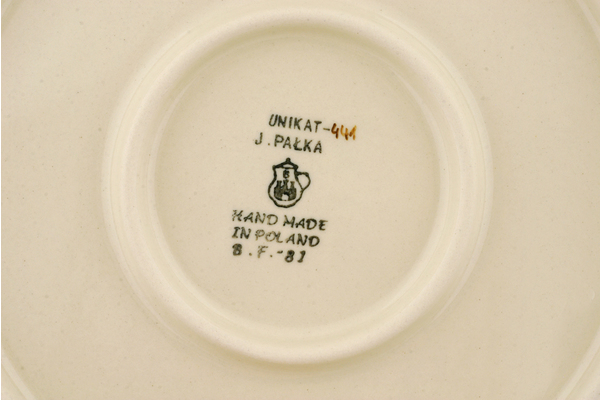 UNIKAT-441
J. PAŁKA
HAND MADE
IN POLAND
B.F.-81